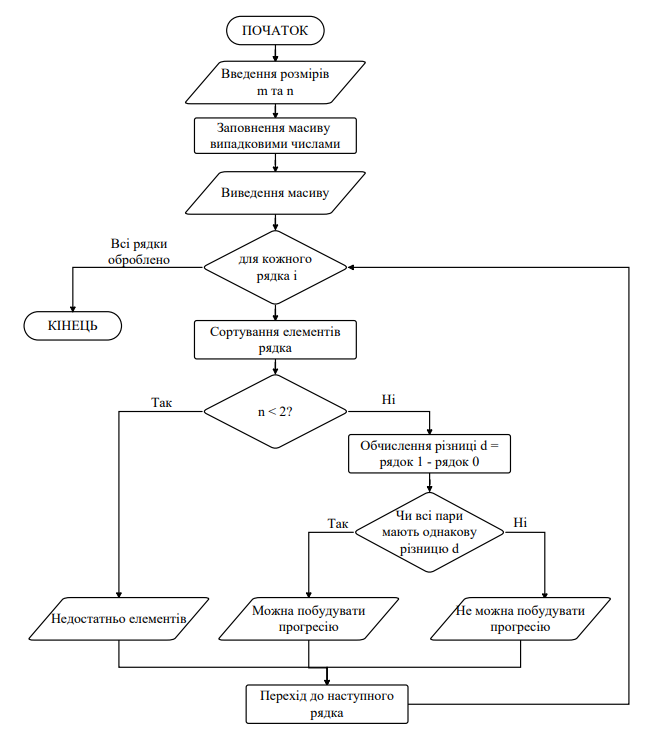 ПОЧАТОК
Введення розмірів
m та n
Заповнення масиву
випадковими числами
Виведення масиву
Всі рядки
оброблено
для кожного
рядка i
КІНЕЦЬ
Сортування елементів
рядка
Так
n < 2?
Ні
Обчислення різниці d =
рядок 1 - рядок 0
Так
Чи всі пари
мають однакову
різницю d
Ні
Недостатньо елементів
Можна побудувати
прогресію
Не можна побудувати
прогресію
Перехід до наступного
рядка